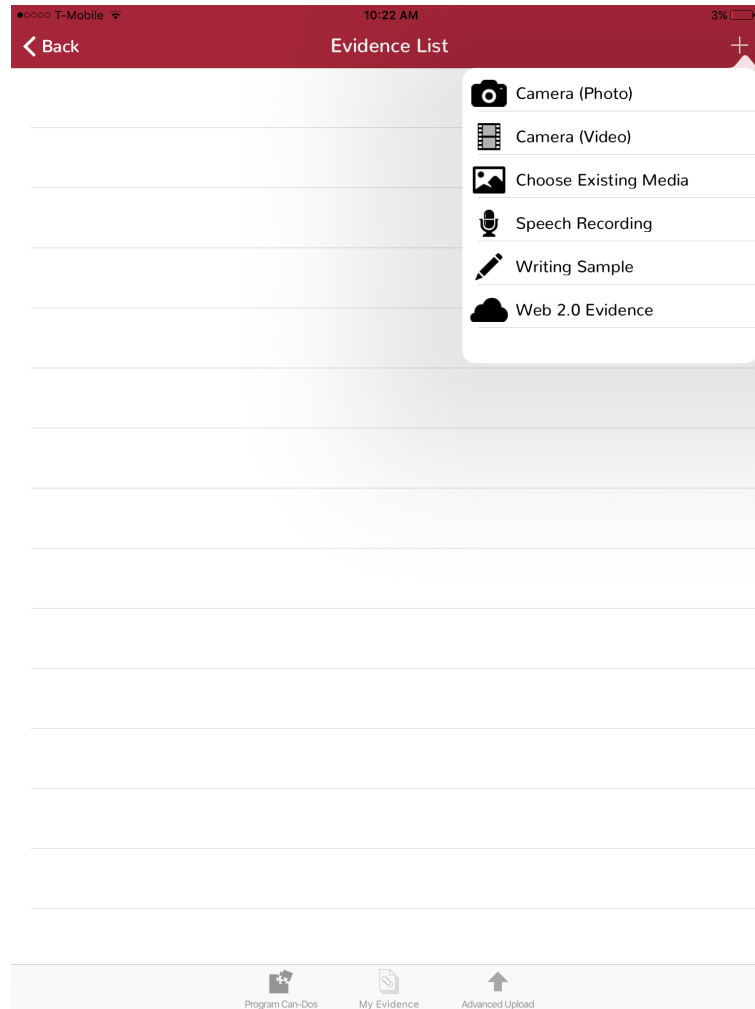 T-Mobile 10:22 AM 3%
Back Evidence List +
Camera (Photo)
Camera (Video)
Choose Existing Media
Speech Recording
Writing Sample
Web 2.0 Evidence
Program Can-Dos My Evidence Advanced Upload